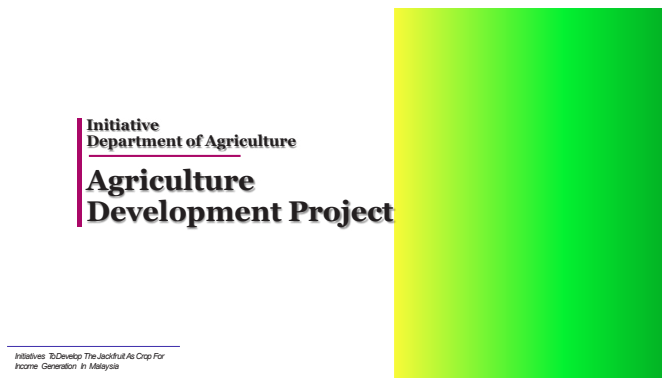 Initiative
Department of Agriculture
Agriculture
Development Project
Initiatives ToDevelop The Jackfruit As Crop For
Income Generation In Malaysia